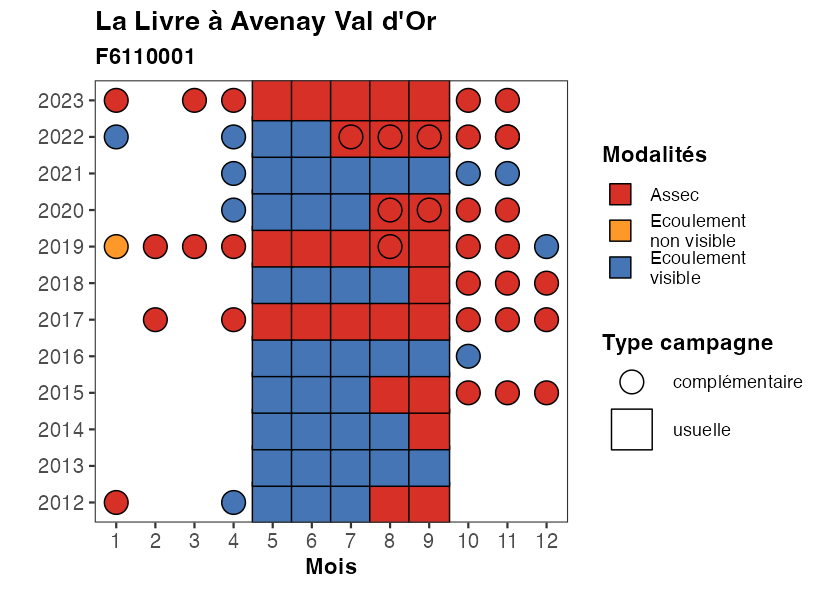 La Livre à Avenay Val d'Or
F6110001
2023
2022
2021
2020
2019
2018
2017
2016
2015
2014
2013
2012
1 2 3 4 5 6 7 8 9 10 11 12
Mois
Modalités
Assec
Ecoulement
non visible
Ecoulement
visible
Type campagne
complémentaire
usuelle